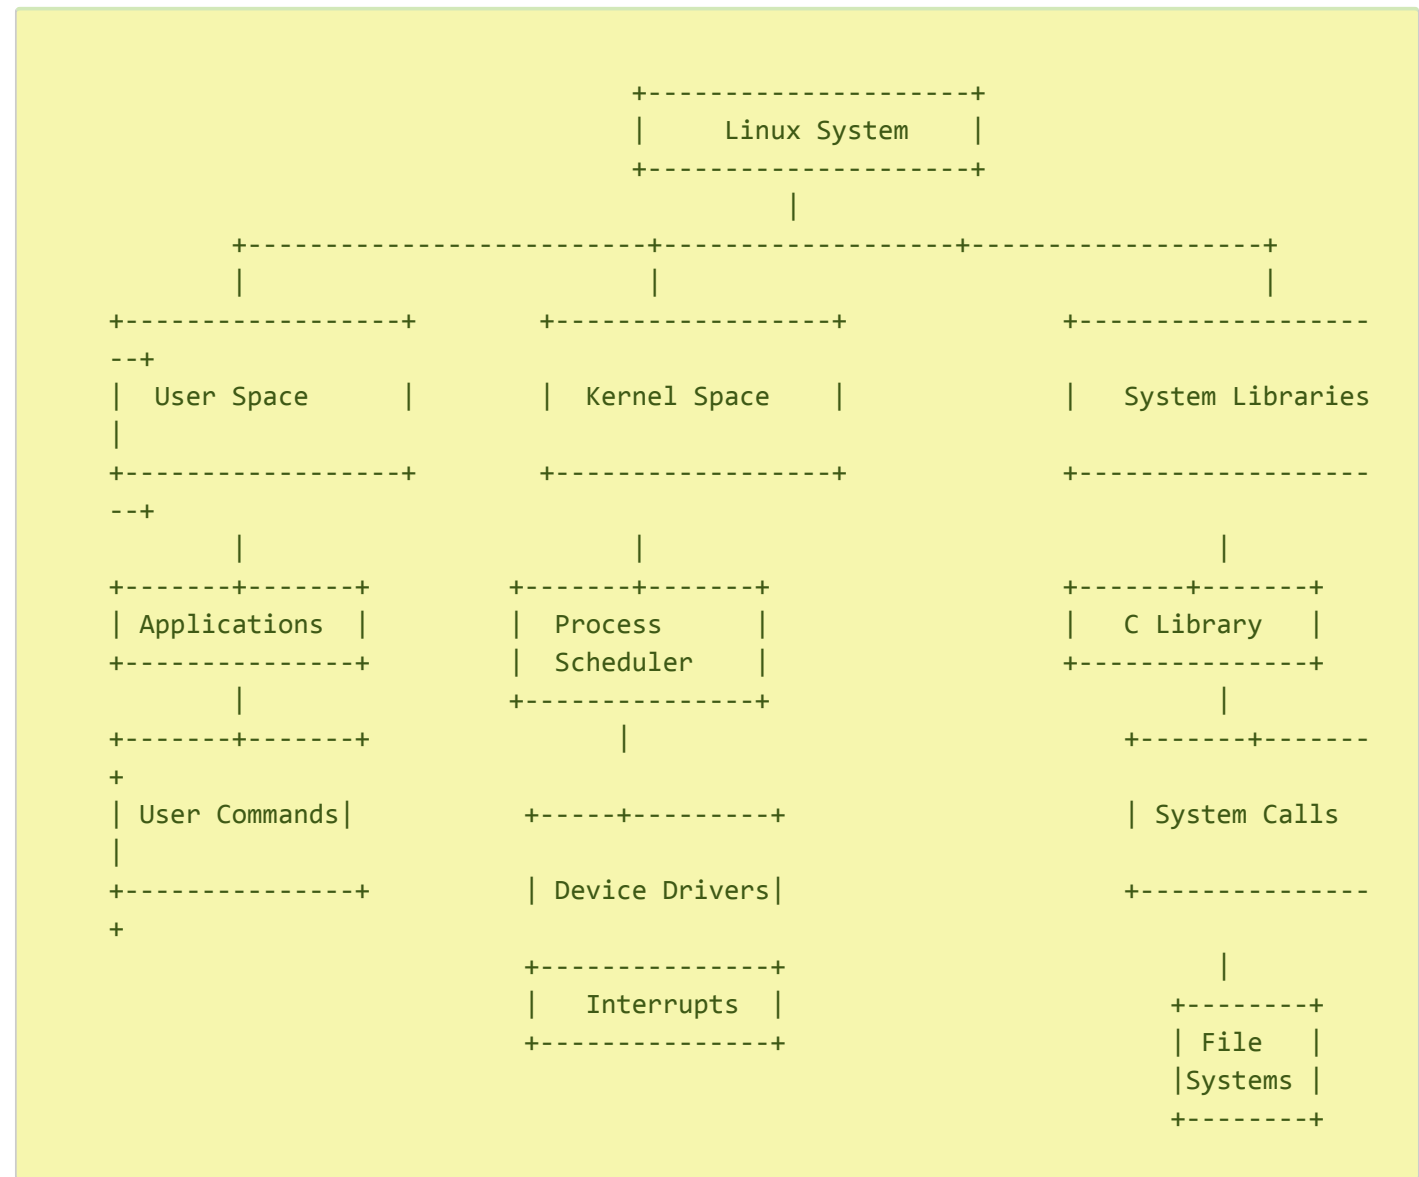 +---------------------+
|     Linux System    |
+---------------------+
|
+--------------------------+-------------------+-------------------+
|                          |                                       |
+------------------+        +------------------+              +-------------------
--+
|  User Space      |        |  Kernel Space    |              |   System Libraries
|
+------------------+        +------------------+              +-------------------
--+
|                         |                                     |
+-------+-------+         +-------+-------+                   +-------+-------+
| Applications  |         |  Process      |                   |   C Library   |
+---------------+         |  Scheduler    |                   +---------------+
|                 +---------------+                             |
+-------+-------+                |                                +-------+-------
+
| User Commands|           +-----+---------+                      | System Calls
|
+---------------+          | Device Drivers|                      +---------------
+
+---------------+                            |
|   Interrupts  |                         +--------+
+---------------+                         | File   |
|Systems |
+--------+